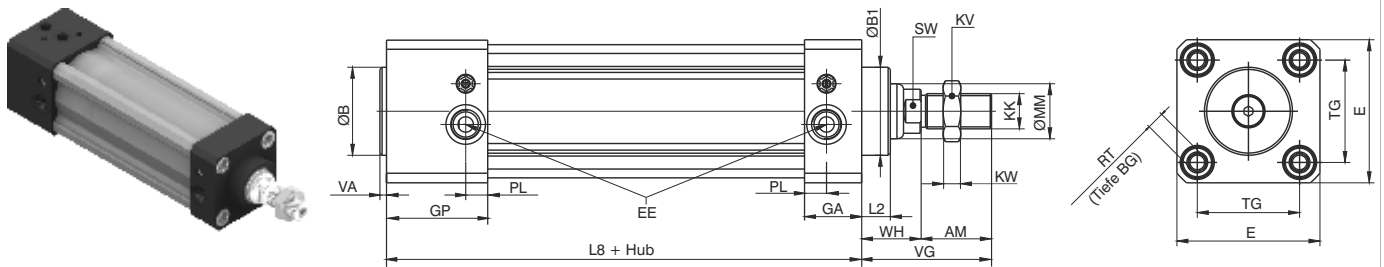 ØB
VA
GP
PL
EE
L8 + Hub
PL
GA
L2
WH
AM
VG
ØB1
SW
KV
KK
ØMM
KW
RT
(Tiefe BG)
TG
E
TG
E